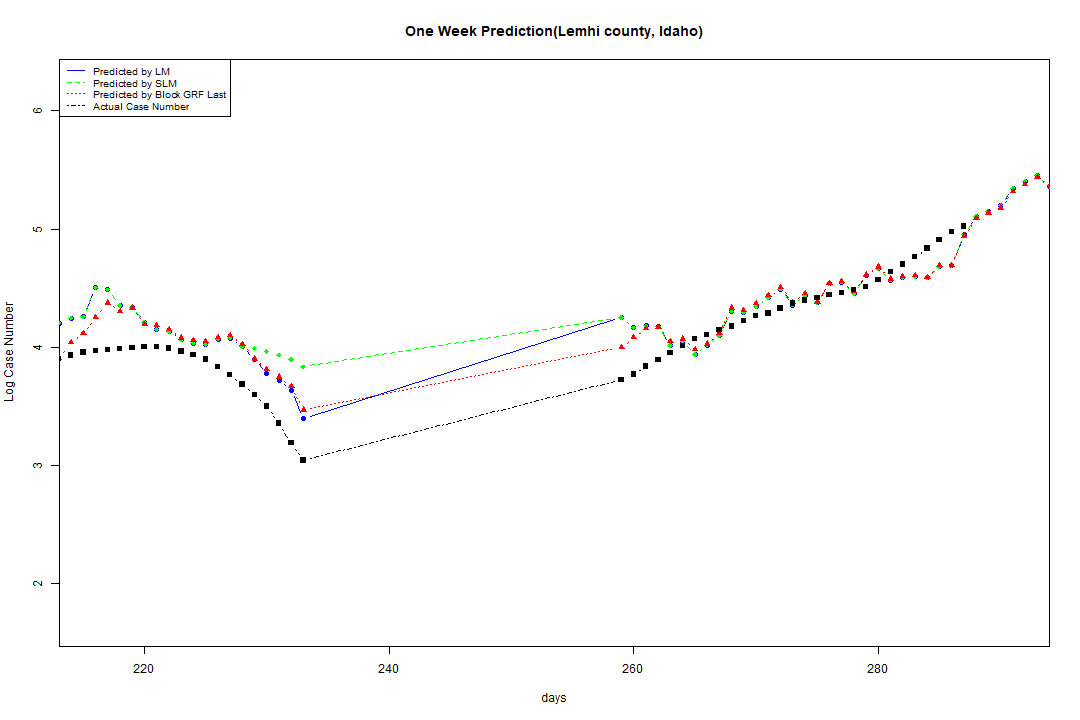 One Week Prediction(Lemhi county, Idaho)
Predicted by LM
Predicted by SLM
Predicted by Block GRF Last
Actual Case Number
6
5
4
3
2
Log Case Number
220 240 260 280
days